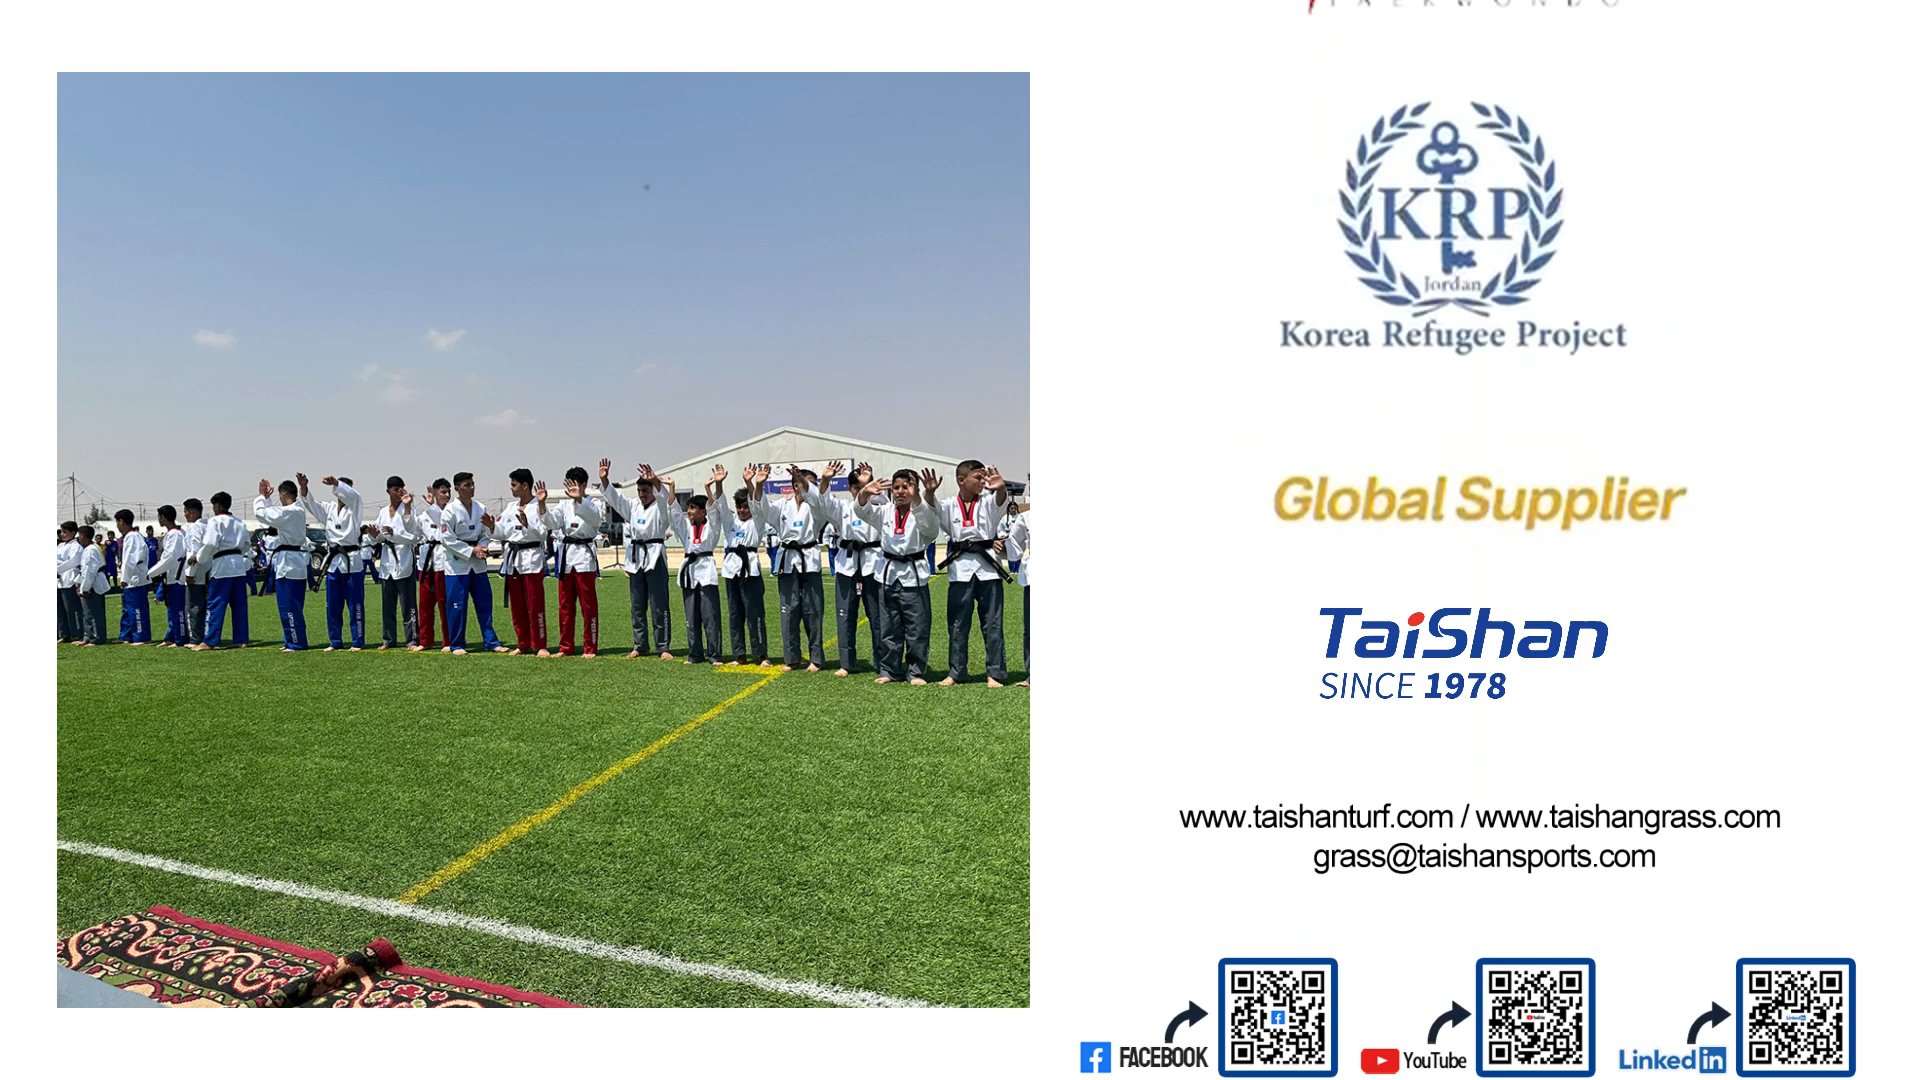 TAEKWONDO
KRP
Jordan
Korea Refugee Project
Global Supplier
TaiShan
SINCE 1978
www.taishanturf.com / www.taishangrass.com
grass@taishansports.com
FACEBOOK
YouTube
Linked in